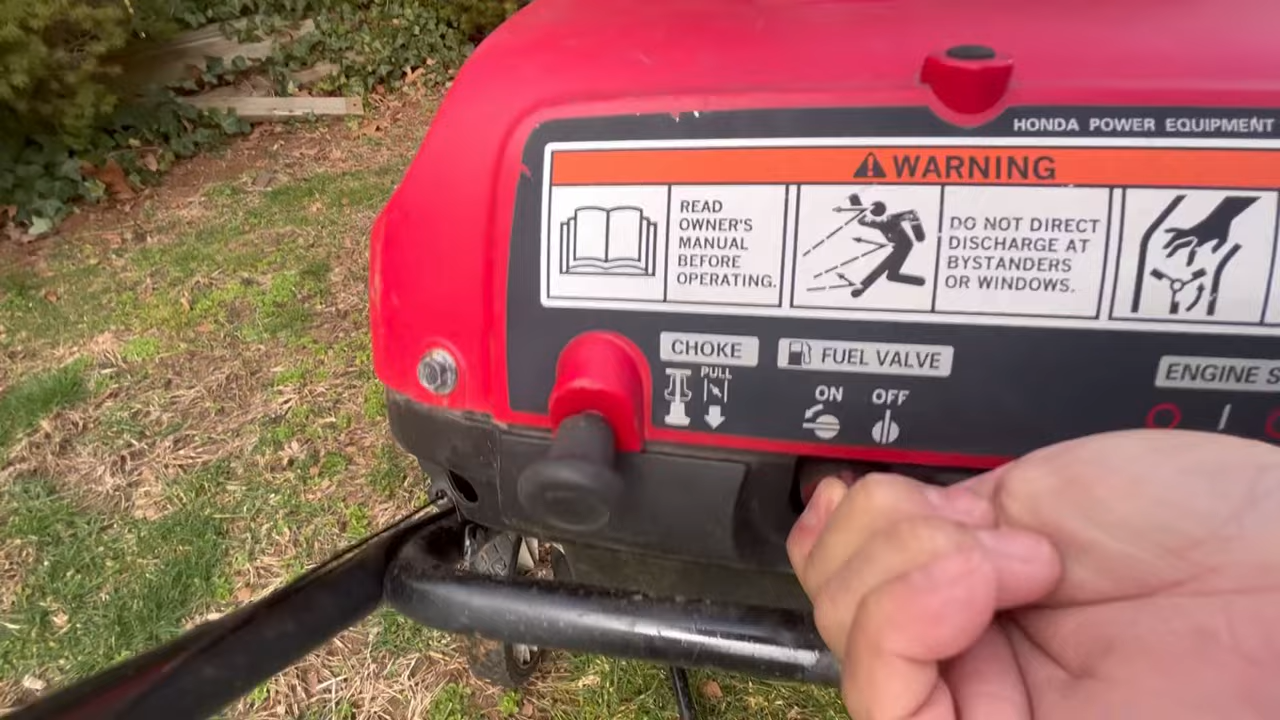 HONDA POWER EQUIPMENT
WARNING
READ
OWNER'S
MANUAL
BEFORE
OPERATING.
DO NOT DIRECT
DISCHARGE AT
BYSTANDERS
OR WINDOWS.
CHOKE
PULL
FUEL VALVE
ON OFF
ENGINE S